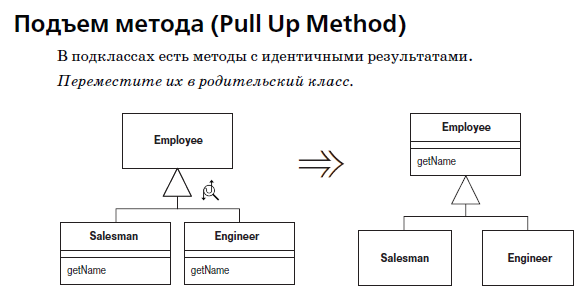 Подъем метода (Pull Up Method)
В подклассах есть методы с идентичными результатами.
Переместите их в родительский класс.
Employee
Salesman
getName
Engineer
getName
Employee
getName
Salesman
Engineer